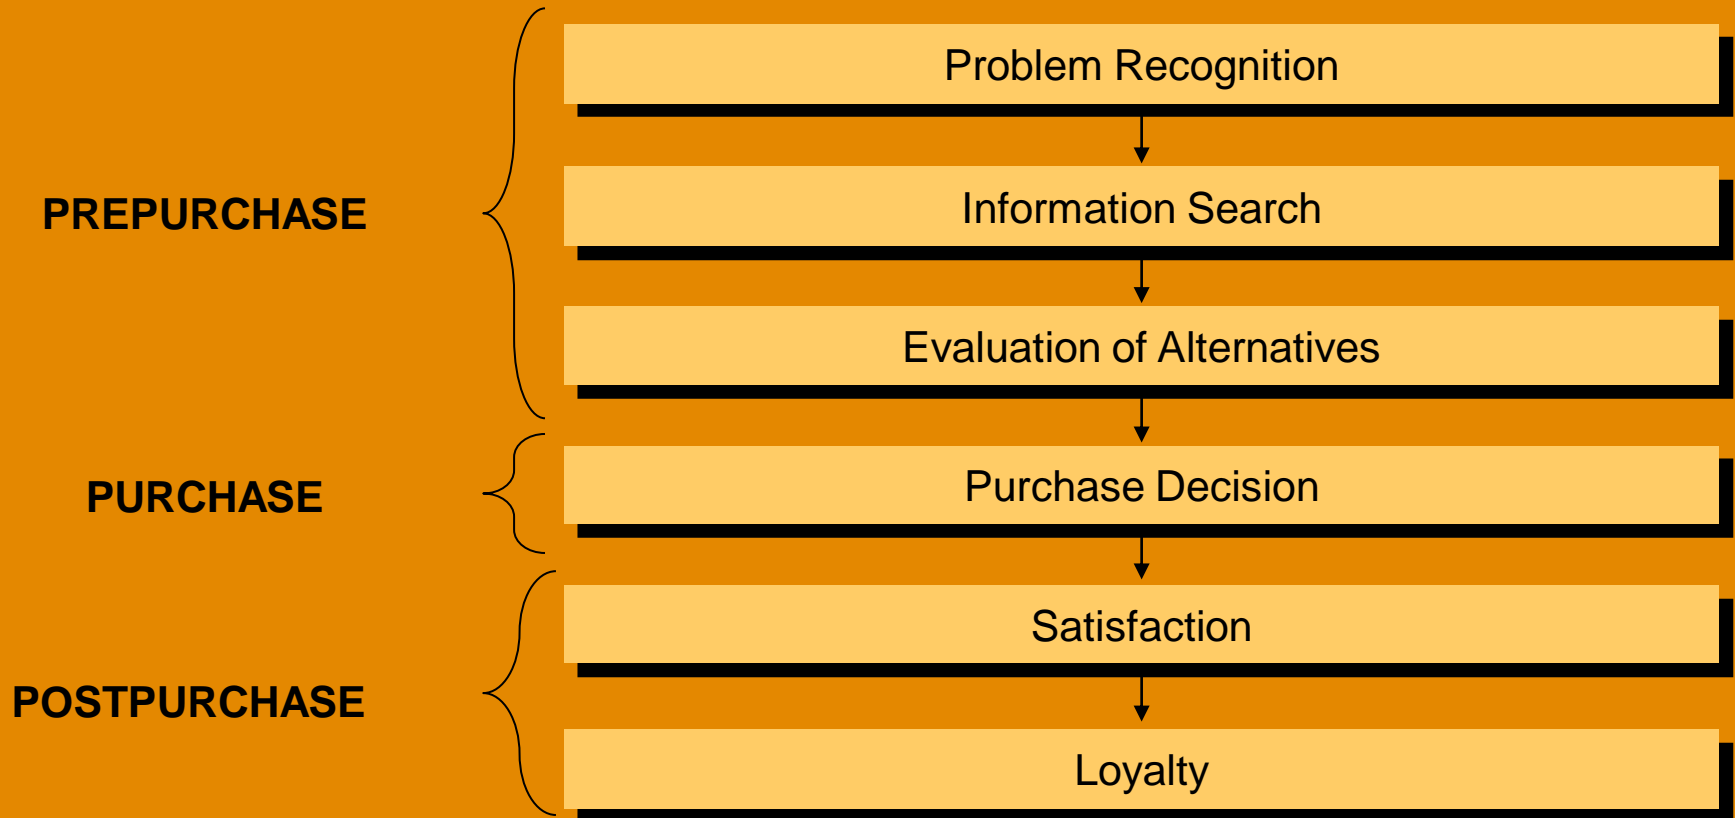 Problem Recognition
PREPURCHASE
Information Search
Evaluation of Alternatives
PURCHASE
Purchase Decision
Satisfaction
POSTPURCHASE
Loyalty